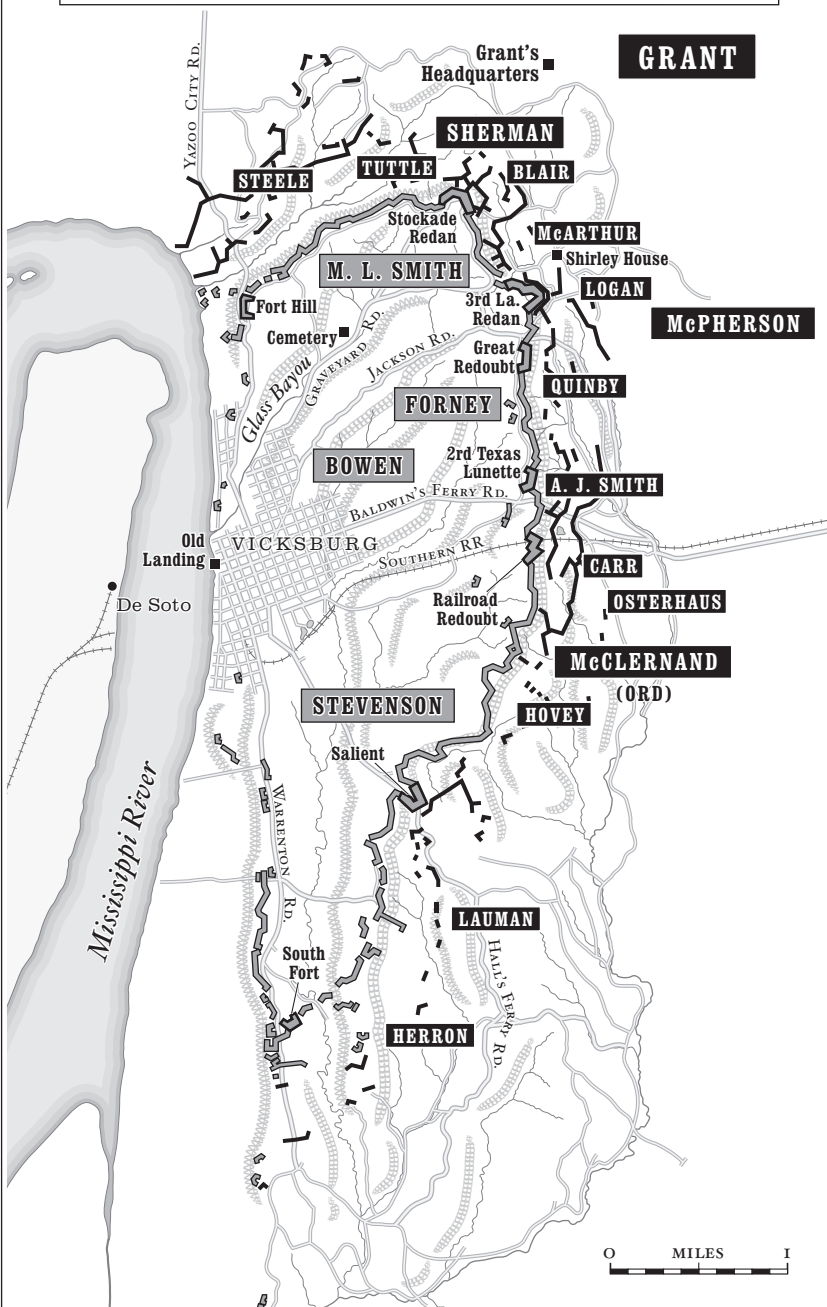 Grant's
Headquarters
GRANT
YAZOO CITY RD.
SHERMAN
STEELE
TUTTLE
BLAIR
Stockade
Redan
McARTHUR
Shirley House
M. L. SMITH
LOGAN
Fort Hill
3rd La.
Redan
McPHERSON
Cemetery
GRAVEYARD RD.
JACKSON RD.
Great
Redoubt
Glass Bayou
QUINBY
FORNEY
BOWEN
2nd Texas
Lunette
A. J. SMITH
BALDWIN'S FERRY RD.
Old
Landing
VICKSBURG
SOUTHERN RR
CARR
De Soto
Railroad
Redoubt
OSTERHAUS
McCLERNAND
(ORD)
STEVENSON
HOVEY
Salient
Mississippi River
WARRENTON RD.
LAUMAN
South
Fort
HALL'S FERRY RD.
HERRON
0 MILES 1